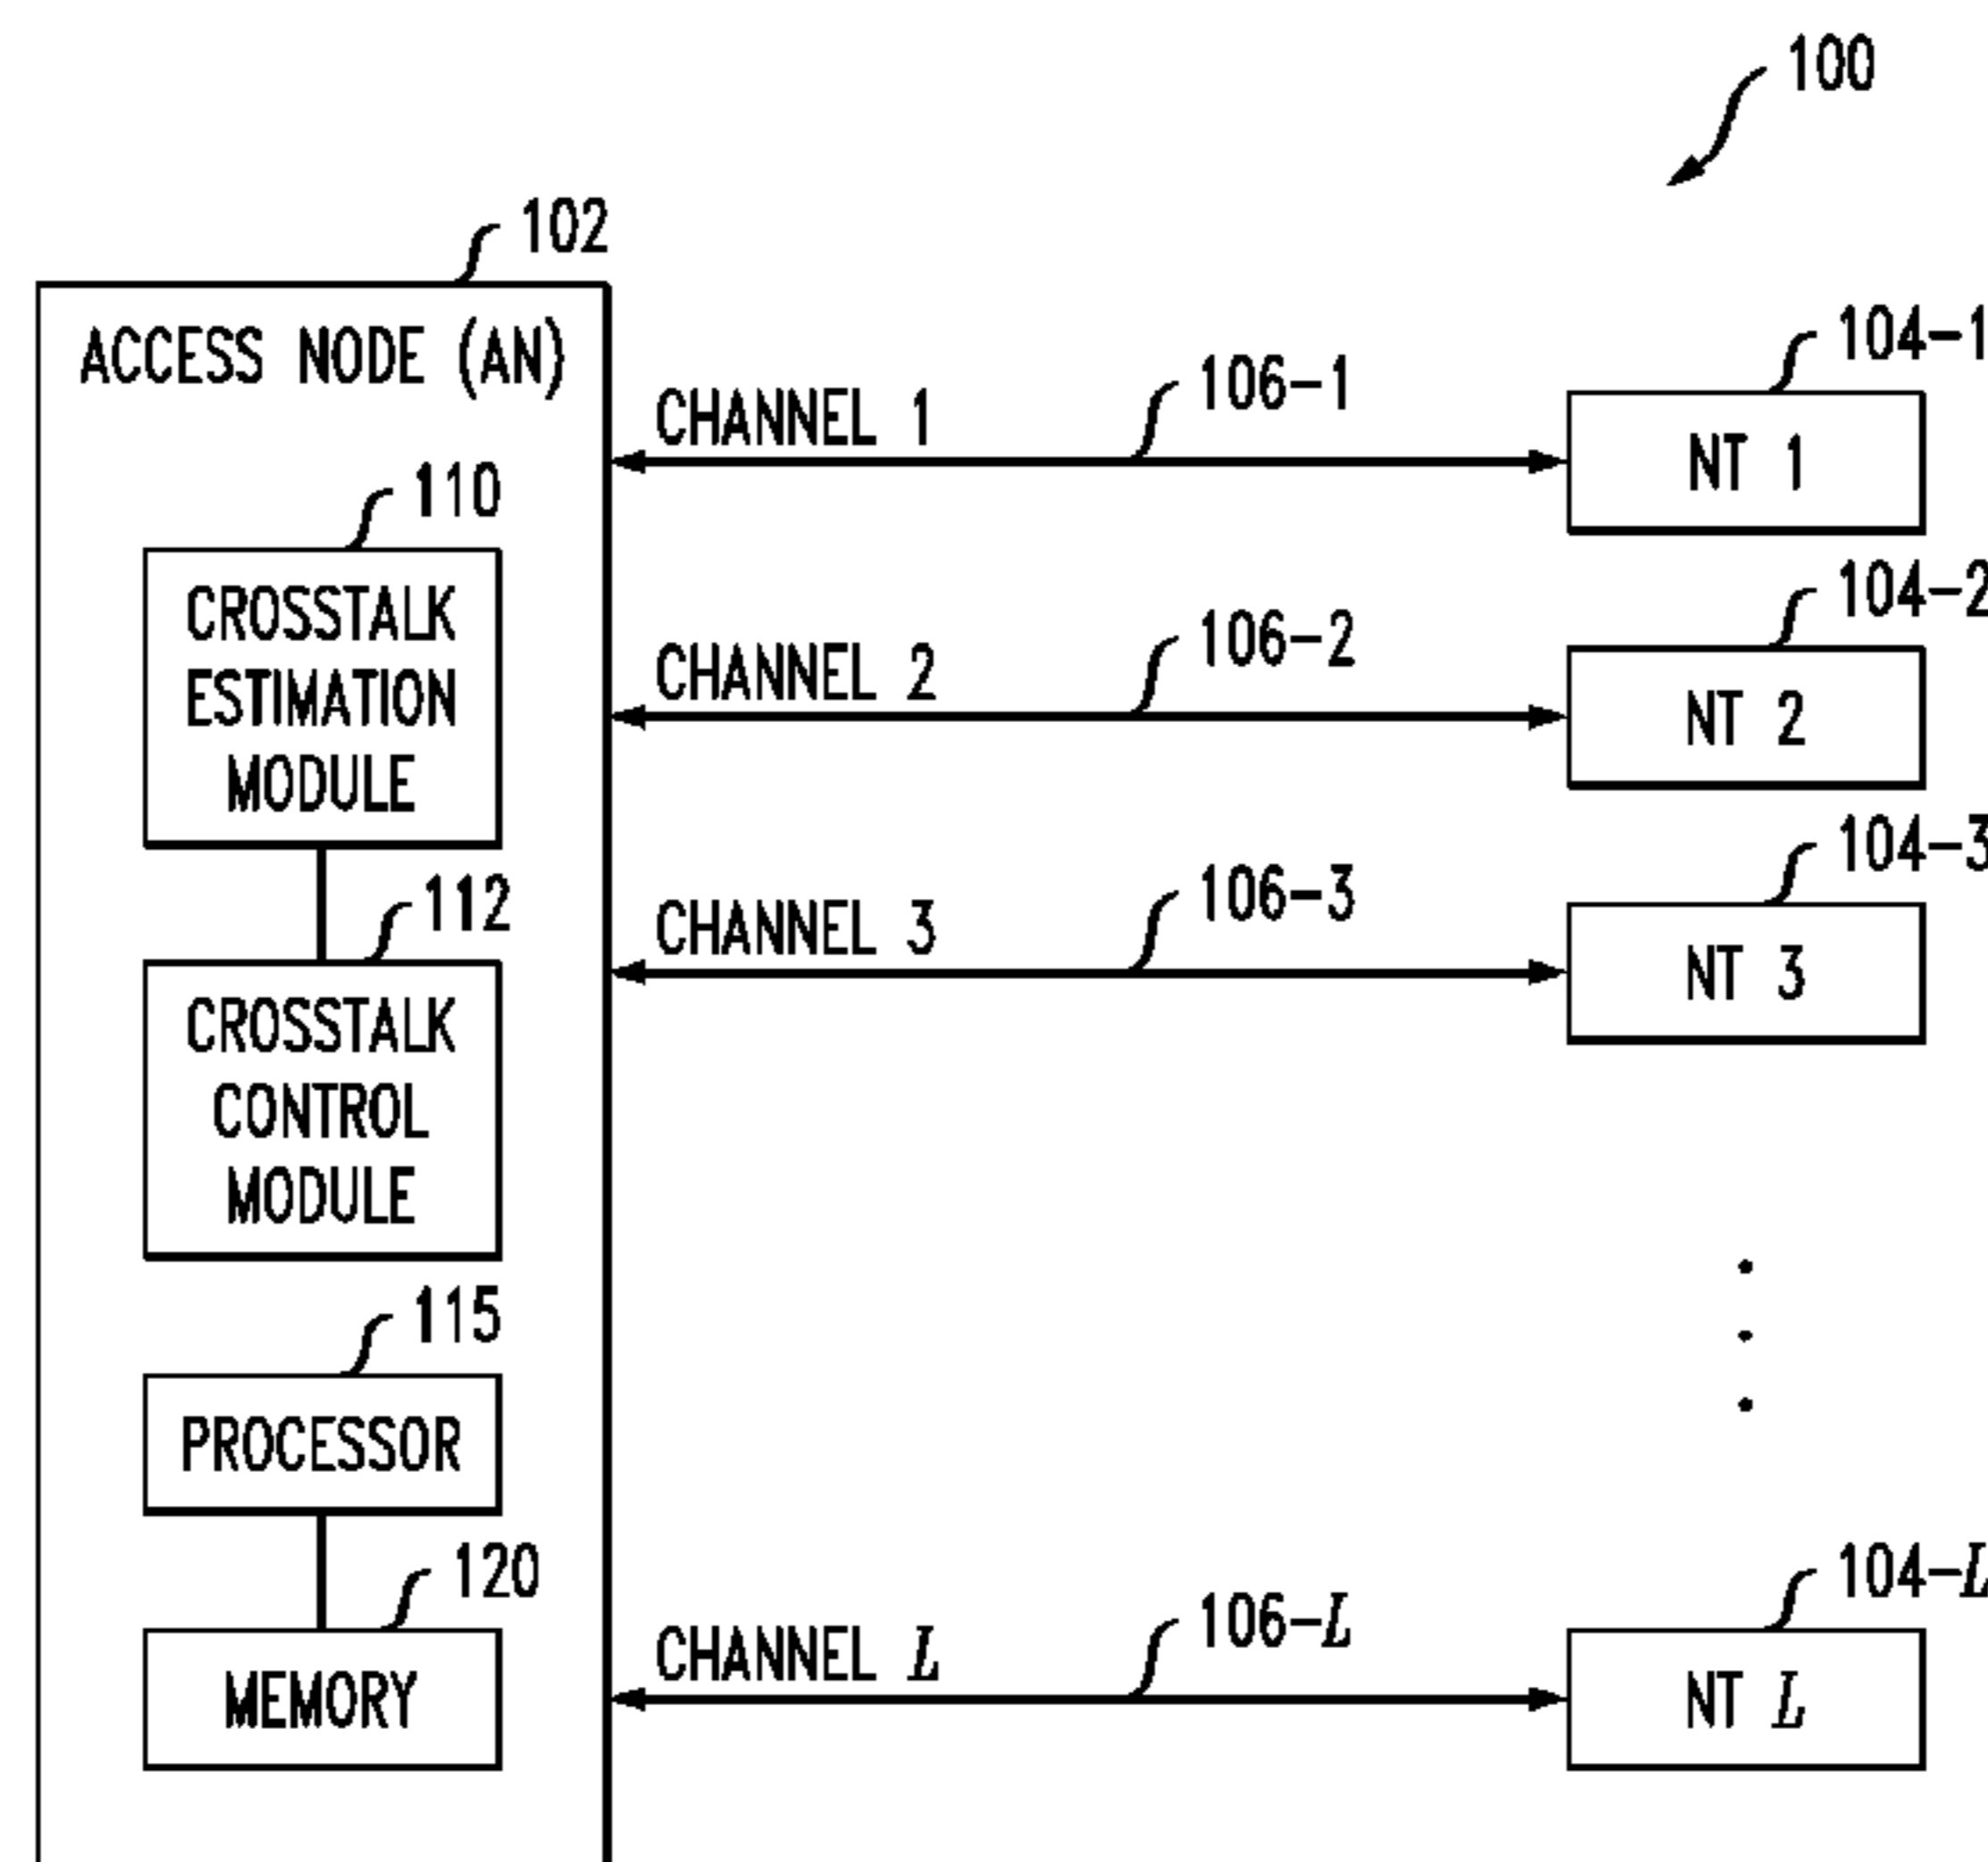 100
102
ACCESS NODE (AN)
104-1
106-1
CHANNEL 1
NT 1
110
CROSSTALK
ESTIMATION
MODULE
104-2
106-2
CHANNEL 2
NT 2
104-3
106-3
CHANNEL 3
NT 3
112
CROSSTALK
CONTROL
MODULE
115
PROCESSOR
120
MEMORY
104-L
106-L
CHANNEL L
NT L